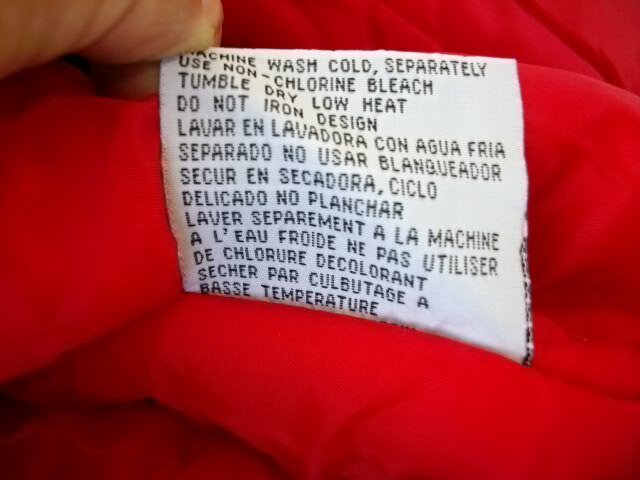 MACHINE WASH COLD, SEPARATELY
USE NON-CHLORINE BLEACH
TUMBLE DRY LOW HEAT
DO NOT IRON DESIGN
LAVAR EN LAVADORA CON AGUA FRIA
SEPARADO NO USAR BLANQUEADOR
SECUR EN SECADORA, CICLO
DELICADO NO PLANCHAR
LAVER SEPAREMENT A LA MACHINE
A L'EAU FROIDE NE PAS UTILISER
DE CHLORURE DECOLORANT
SECHER PAR CULBUTAGE A
BASSE TEMPERATURE